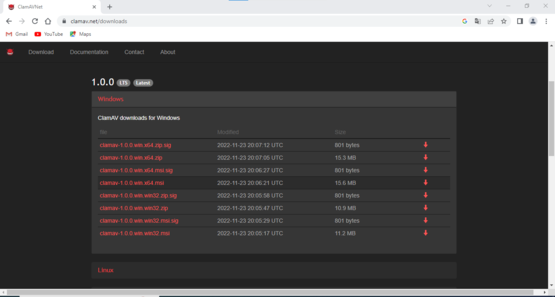 ClamAVNet
clamav.net/downloads
Gmail YouTube Maps
Download Documentation Contact About
1.0.0 LTS Latest
Windows
ClamAV downloads for Windows
file Modified Size
clamav-1.0.0.win.x64.zip.sig 2022-11-23 20:07:12 UTC 801 bytes
clamav-1.0.0.win.x64.zip 2022-11-23 20:07:05 UTC 15.3 MB
clamav-1.0.0.win.x64.msi.sig 2022-11-23 20:06:27 UTC 801 bytes
clamav-1.0.0.win.x64.msi 2022-11-23 20:06:21 UTC 15.6 MB
clamav-1.0.0.win.win32.zip.sig 2022-11-23 20:05:58 UTC 801 bytes
clamav-1.0.0.win.win32.zip 2022-11-23 20:05:47 UTC 10.9 MB
clamav-1.0.0.win.win32.msi.sig 2022-11-23 20:05:29 UTC 801 bytes
clamav-1.0.0.win.win32.msi 2022-11-23 20:05:17 UTC 11.2 MB
Linux